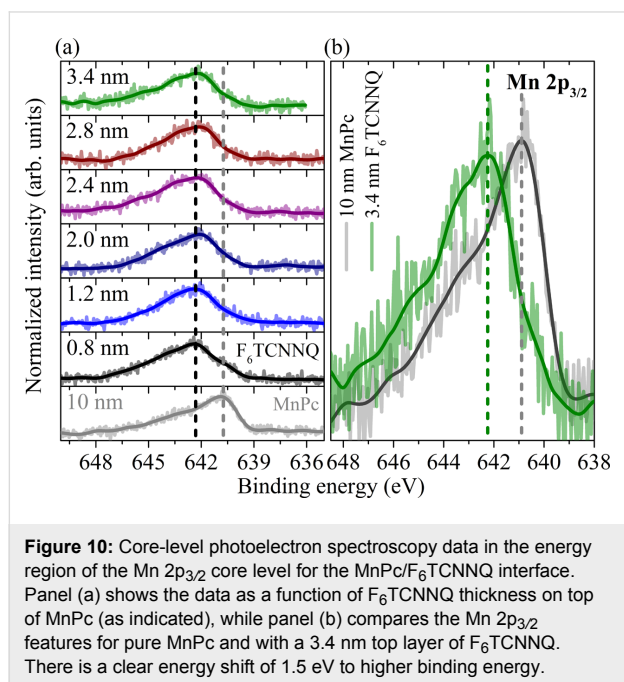 (a)
(b)
3.4 nm
2.8 nm
2.4 nm
2.0 nm
1.2 nm
0.8 nm
F₆TCNNQ
10 nm
MnPc
Normalized intensity (arb. units)
648 645 642 639 636
Mn 2p₃/₂
10 nm MnPc
3.4 nm F₆TCNNQ
648 646 644 642 640 638
Binding energy (eV)
Figure 10: Core-level photoelectron spectroscopy data in the energy
region of the Mn 2p₃/₂ core level for the MnPc/F₆TCNNQ interface.
Panel (a) shows the data as a function of F₆TCNNQ thickness on top
of MnPc (as indicated), while panel (b) compares the Mn 2p₃/₂
features for pure MnPc and with a 3.4 nm top layer of F₆TCNNQ.
There is a clear energy shift of 1.5 eV to higher binding energy.